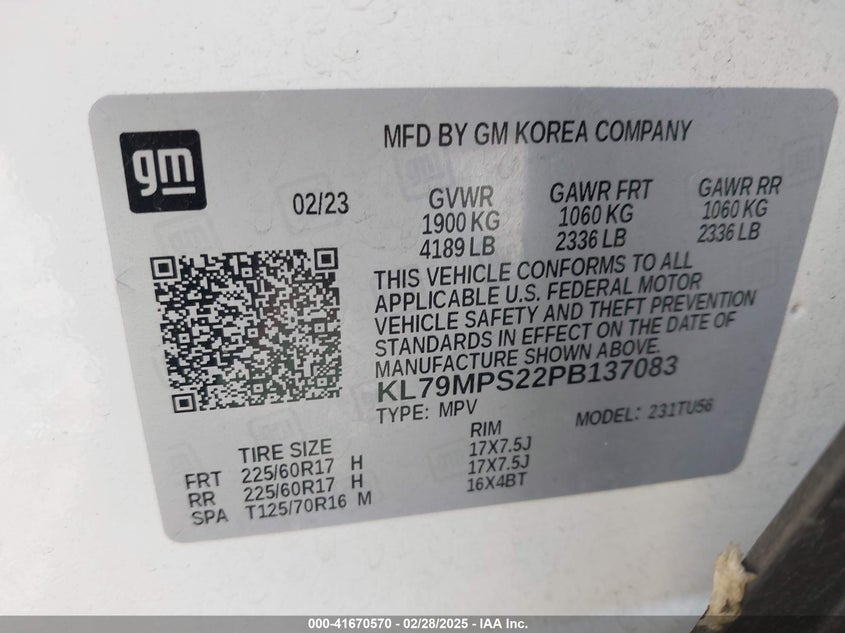 gm
MFD BY GM KOREA COMPANY
02/23
GVWR GAWR FRT GAWR RR
1900 KG 1060 KG 1060 KG
4189 LB 2336 LB 2336 LB
THIS VEHICLE CONFORMS TO ALL
APPLICABLE U.S. FEDERAL MOTOR
VEHICLE SAFETY AND THEFT PREVENTION
STANDARDS IN EFFECT ON THE DATE OF
MANUFACTURE SHOWN ABOVE.
KL79MPS22PB137083
TYPE: MPV MODEL: 231TU56
TIRE SIZE RIM
FRT 225/60R17 H 17X7.5J
RR 225/60R17 H 17X7.5J
SPA T125/70R16 M 16X4BT
000-41670570 - 02/28/2025 - IAA Inc.